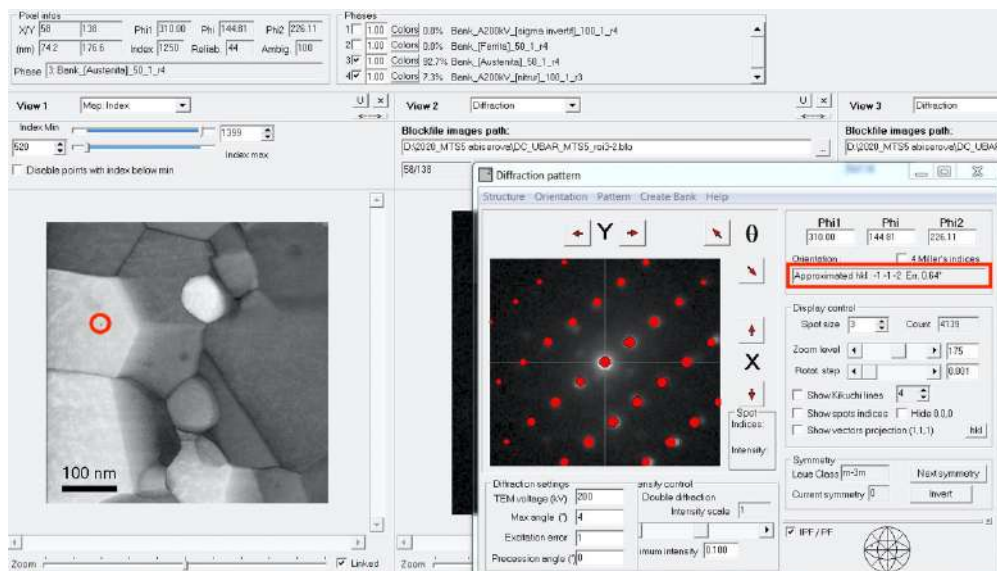 Pixel infos
X/Y 58 138 Phi1 310.00 Phi 144.81 Phi2 226.11
(nm) 74.2 176.6 Index 1250 Reliab. 44 Ambig. 100
Phase 3: Bank_[Austenita]_50_1_r4
Phases
1 1.00 Colors 0.0% Bank_A200kV_[sigma invertit]_100_1_r4
2 1.00 Colors 0.0% Bank_[Ferrita]_50_1_r4
3 1.00 Colors 92.7% Bank_[Austenita]_50_1_r4
4 1.00 Colors 7.3% Bank_A200kV_[nitrur]_100_1_r3
View 1 Map: Index U x
View 2 Diffraction U x
View 3 Diffraction
Index Min
520 1399
Index max
Disable points with index below min
Blockfile images path:
D:\2020_MTS5 abiserova\DC_UBAR_MTS5_roi3-2.blo ...
Blockfile images path:
58/138
100 nm
Zoom Linked
Zoom
Diffraction pattern
Structure Orientation Pattern Create Bank Help
Y
θ
X
Spot
Indices:
Intensity:
Phi1 Phi Phi2
310.00 144.81 226.11
Orientation 4 Miller's indices
Approximated hkl: -1 -1 -2 Err. 0.64°
Display control
Spot size 3 Count 4139
Zoom level 175
Rotat. step 0.001
Show Kikuchi lines 4
Show spots indices Hide 0,0,0
Show vectors projection (1,1,1) hkl
Symmetry
Laue Class m-3m Next symmetry
Current symmetry 0 Invert
IPF / PF
Diffraction settings
TEM voltage (kV) 200
Max angle (°) 4
Excitation error 1
Precession angle (°) 0
ensity control
Double diffraction
Intensity scale 1
imum intensity 0.100